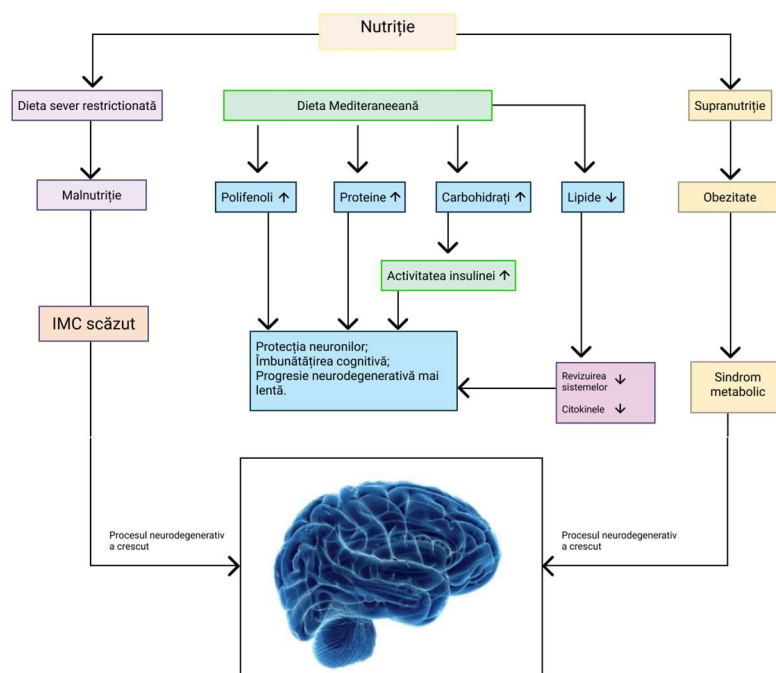 Nutriție
Dieta sever restrictionată
Dieta Mediteraneeană
Supranutriție
Malnutriție
Polifenoli ↑
Proteine ↑
Carbohidrați ↑
Lipide ↓
Obezitate
Activitatea insulinei ↑
IMC scăzut
Protecția neuronilor;
Îmbunătățirea cognitivă;
Progresie neurodegenerativă mai
lentă.
Revizuirea ↓
sistemelor
Citokinele ↓
Sindrom
metabolic
Procesul neurodegenerativ
a crescut
Procesul neurodegenerativ
a crescut